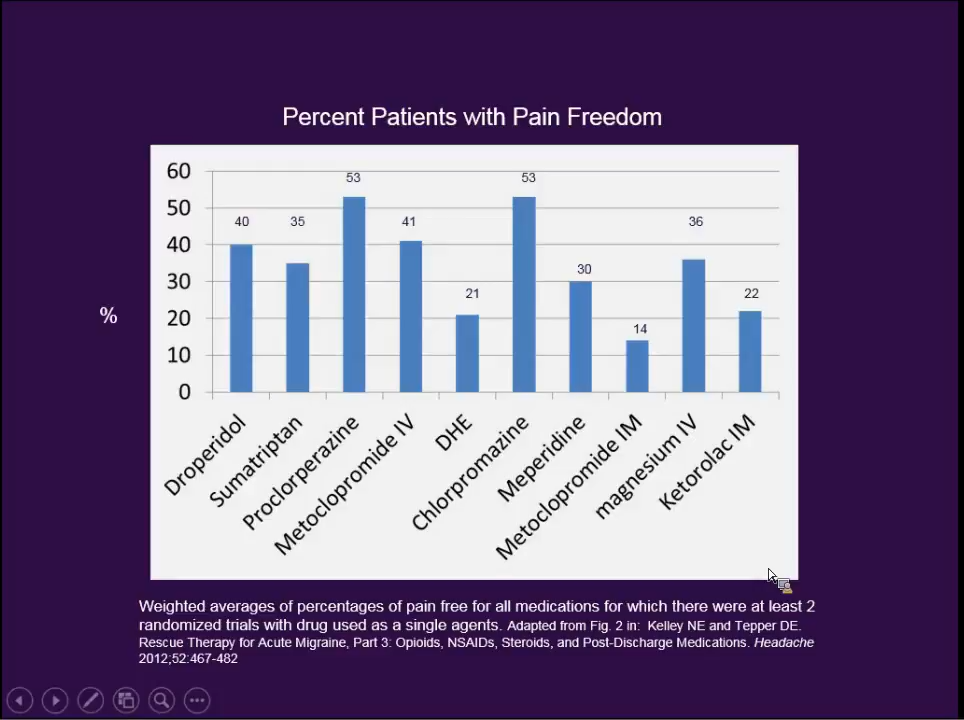 Percent Patients with Pain Freedom
60
50
40
30
20
10
0
%
40
35
53
41
21
53
30
14
36
22
Droperidol
Sumatriptan
Proclorperazine
Metoclopromide IV
DHE
Chlorpromazine
Meperidine
Metoclopromide IM
magnesium IV
Ketorolac IM
Weighted averages of percentages of pain free for all medications for which there were at least 2
randomized trials with drug used as a single agents. Adapted from Fig. 2 in: Kelley NE and Tepper DE.
Rescue Therapy for Acute Migraine, Part 3: Opioids, NSAIDs, Steroids, and Post-Discharge Medications. Headache
2012;52:467-482